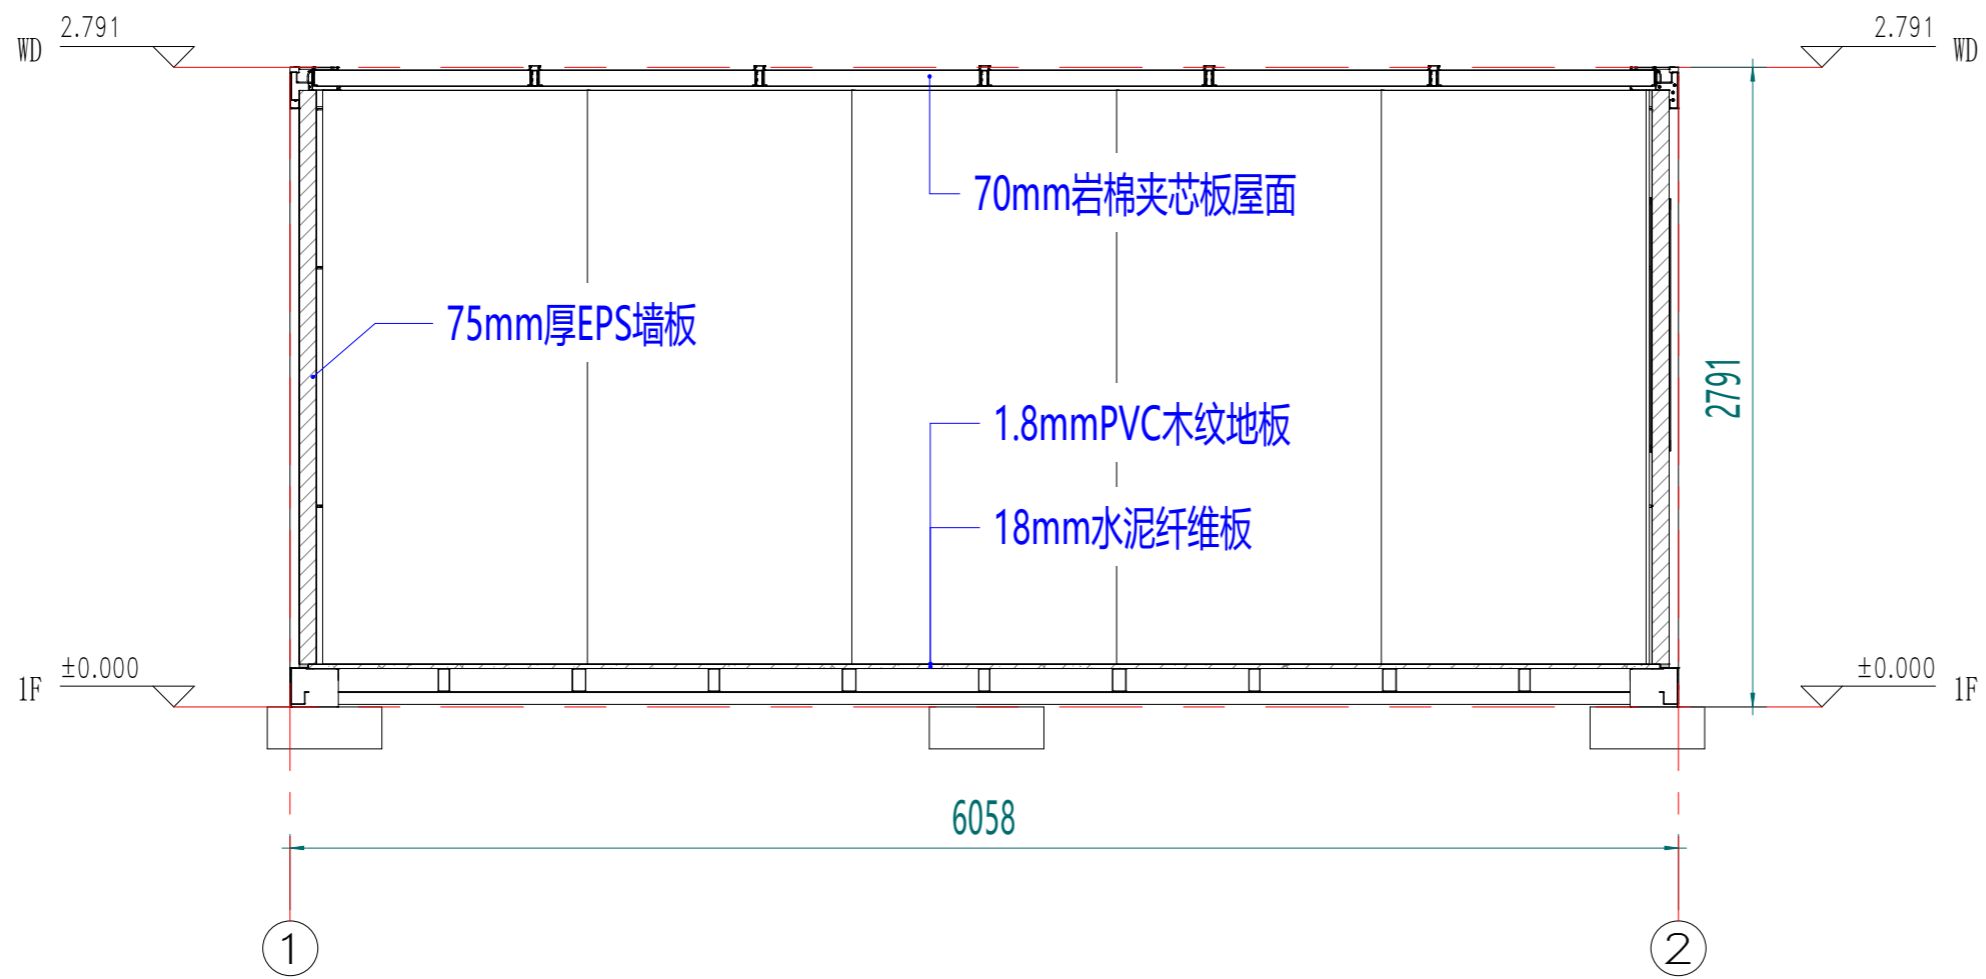 2.791
WD
2.791
WD
70mm岩棉夹芯板屋面
75mm厚EPS墙板
2791
1.8mmPVC木纹地板
18mm水泥纤维板
±0.000
1F
±0.000
1F
6058
1
2